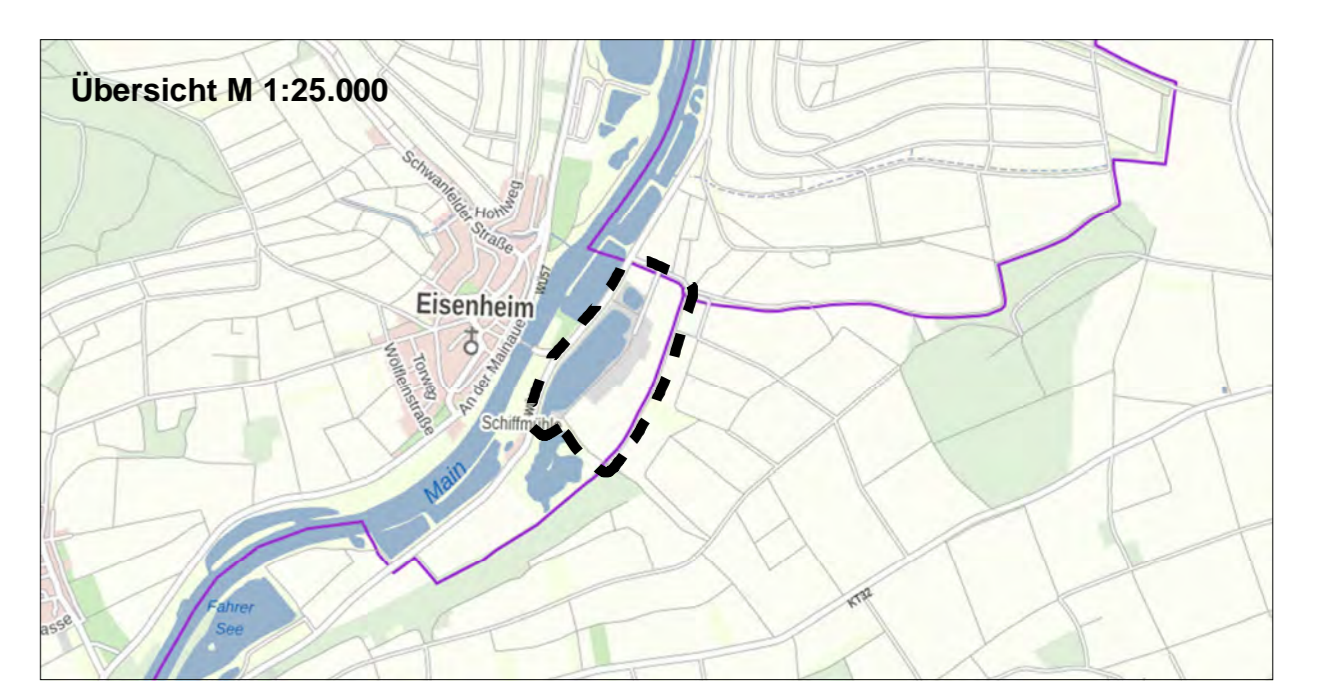 Übersicht M 1:25.000
Schwanfelder Straße
Hohlweg
WÜ57
Eisenheim
Torweg
Wölfleinstraße
An der Mainaue
Schiffmühle
Main
KT32
Fahrer
See
asse